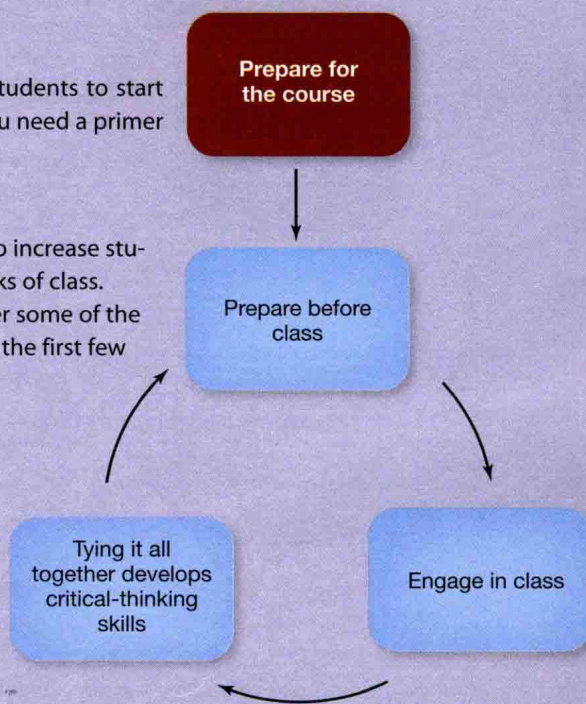 tudents to start
u need a primer
o increase stu-
ks of class.
er some of the
the first few
Prepare for
the course
Prepare before
class
Engage in class
Tying it all
together develops
critical-thinking
skills